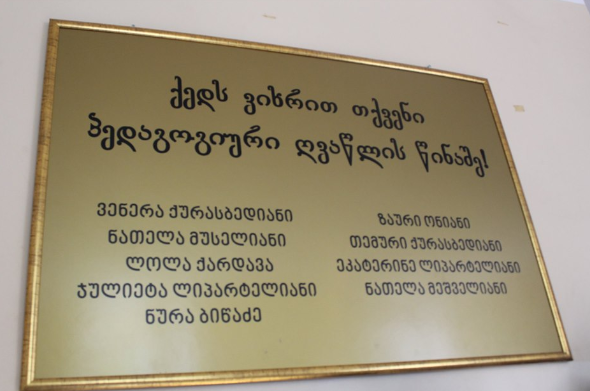 ქედს ვიხრით თქვენი
პედაგოგიური ღვაწლის წინაშე!
ვენერა ქურასბედიანი
ნათელა მუსელიანი
ლოლა ქარდავა
ჯულიეტა ლიპარტელიანი
ნურა ბიწაძე
ზაური ონიანი
თემური ქურასბედიანი
ეკატერინე ლიპარტელიანი
ნათელა მეშველიანი